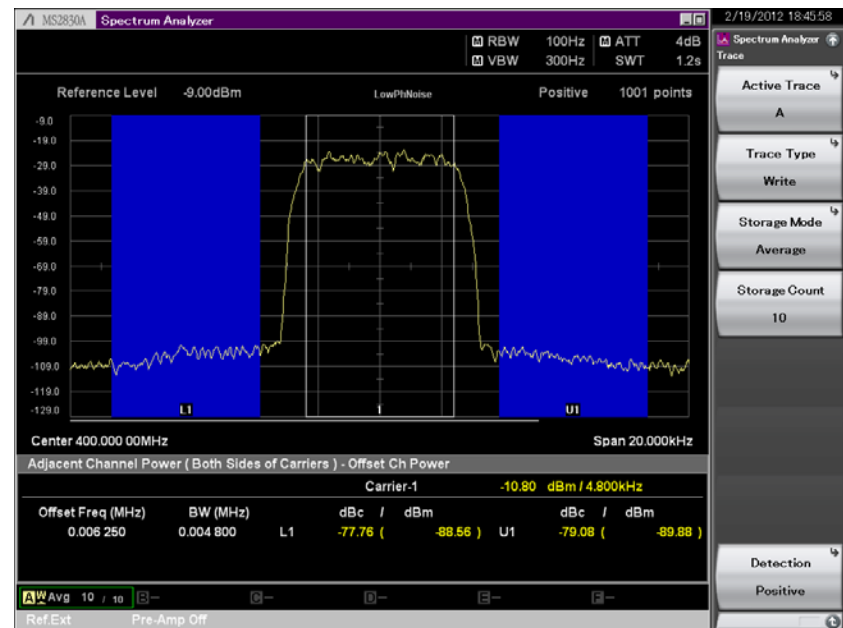 MS2830A Spectrum Analyzer
2/19/2012 18:45:58
M RBW 100Hz M ATT 4dB
M VBW 300Hz SWT 1.2s
Spectrum Analyzer
Trace
Reference Level -9.00dBm LowPhNoise Positive 1001 points
Active Trace
A
Trace Type
Write
Storage Mode
Average
Storage Count
10
-9.0
-19.0
-29.0
-39.0
-49.0
-59.0
-69.0
-79.0
-89.0
-99.0
-109.0
-119.0
-129.0
L1 1 U1
Center 400.000 00MHz Span 20.000kHz
Adjacent Channel Power ( Both Sides of Carriers ) - Offset Ch Power
Carrier-1 -10.80 dBm / 4.800kHz
Offset Freq (MHz) BW (MHz) dBc / dBm dBc / dBm
0.006 250 0.004 800 L1 -77.76 ( -88.56 ) U1 -79.08 ( -89.88 )
Detection
Positive
A W Avg 10 / 10 B- C- D- E- F-
Ref.Ext Pre-Amp Off